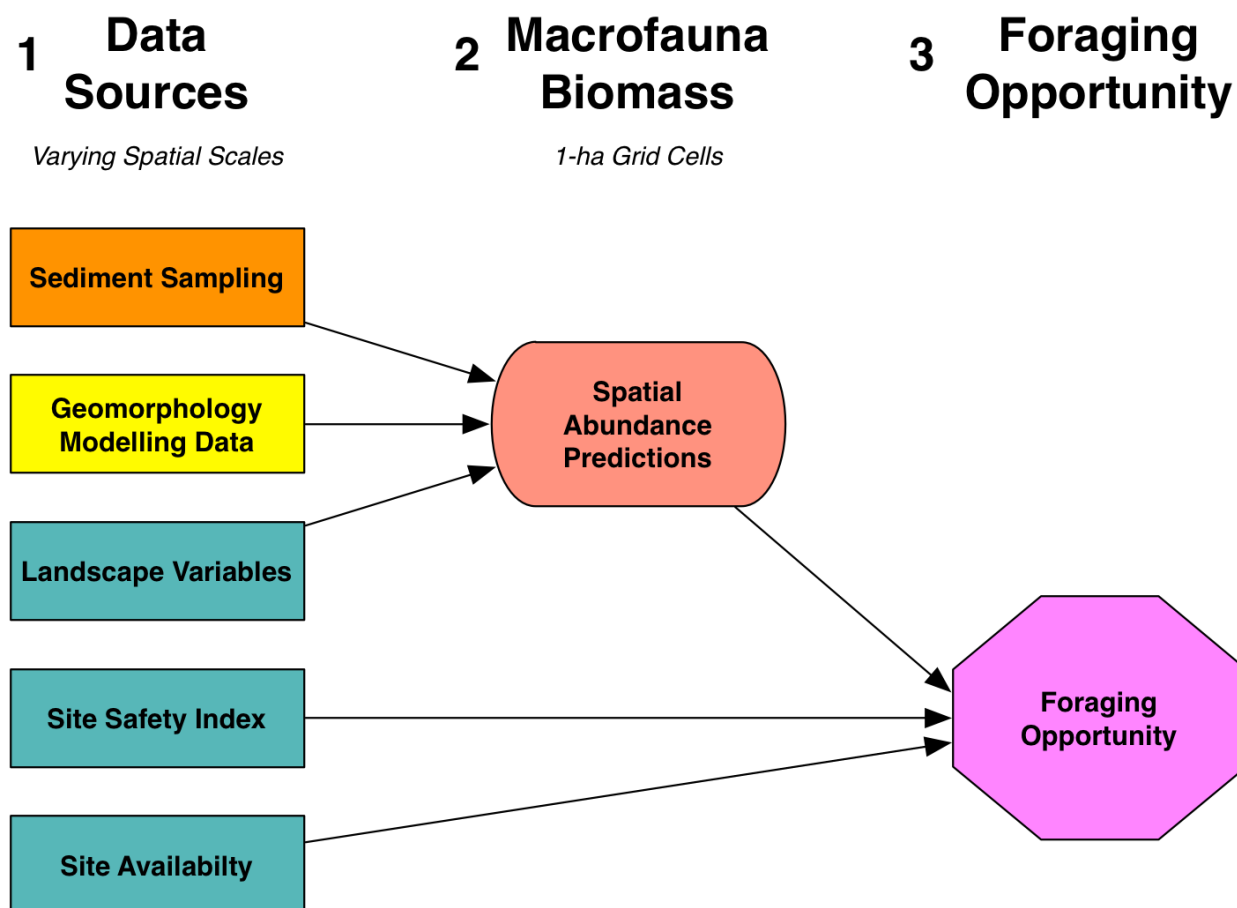 1 Data
Sources
Varying Spatial Scales
2 Macrofauna
Biomass
1-ha Grid Cells
3 Foraging
Opportunity
Sediment Sampling
Geomorphology
Modelling Data
Landscape Variables
Site Safety Index
Site Availabilty
Spatial
Abundance
Predictions
Foraging
Opportunity